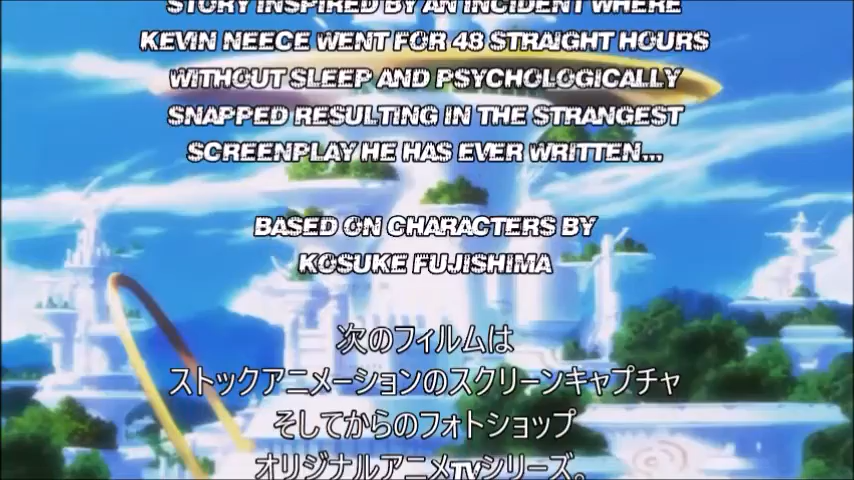 STORY INSPIRED BY AN INCIDENT WHERE
KEVIN NEECE WENT FOR 48 STRAIGHT HOURS
WITHOUT SLEEP AND PSYCHOLOGICALLY
SNAPPED RESULTING IN THE STRANGEST
SCREENPLAY HE HAS EVER WRITTEN...
BASED ON CHARACTERS BY
KOSUKE FUJISHIMA
次のフィルムは
ストックアニメーションのスクリーンキャプチャ
そしてからのフォトショップ
オリジナルアニメTVシリーズ。